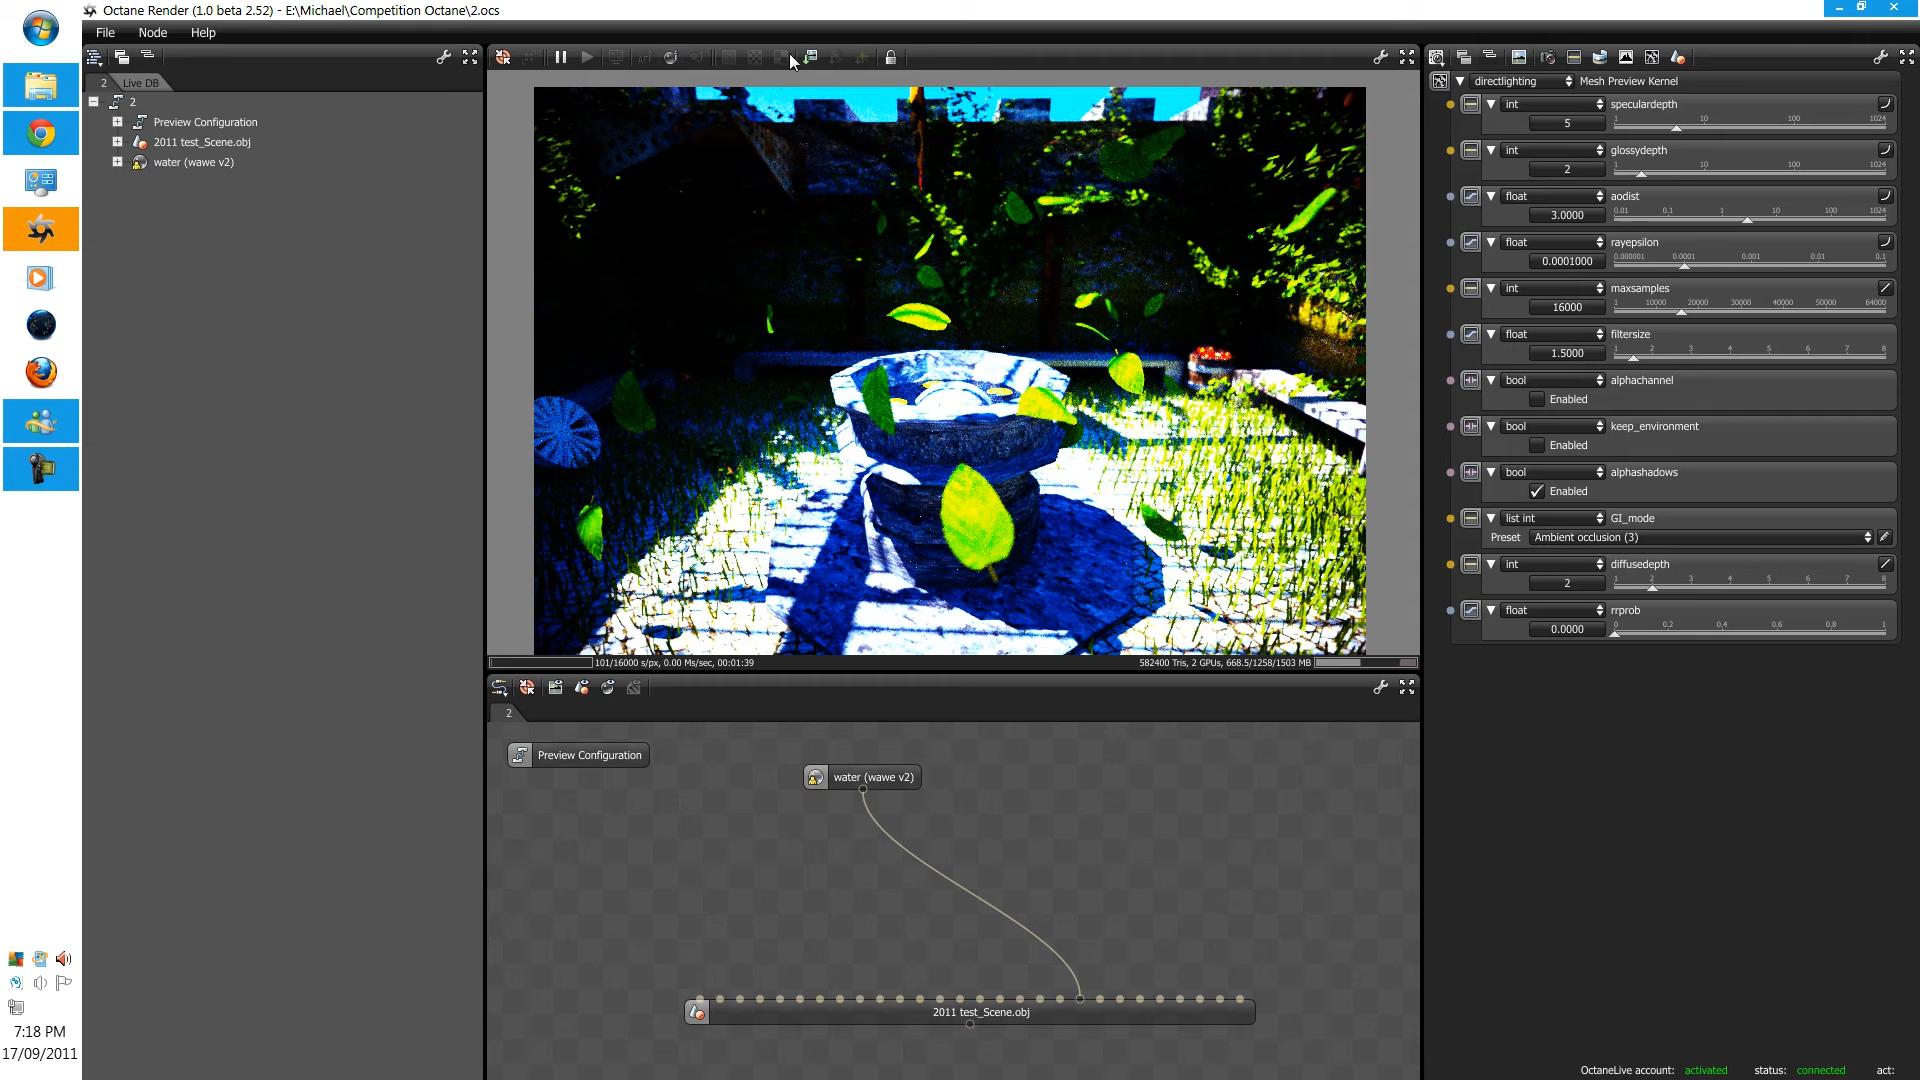 Octane Render (1.0 beta 2.52) - E:\Michael\Competition Octane\2.ocs
File Node Help
2 Live DB
2
Preview Configuration
2011 test_Scene.obj
water (wawe v2)
101/16000 s/px, 0.00 Ms/sec, 00:01:39
582400 Tris, 2 GPUs, 668.5/1258/1503 MB
2
Preview Configuration
water (wawe v2)
2011 test_Scene.obj
directlighting Mesh Preview Kernel
int speculardepth
5 1 10 100 1024
int glossydepth
2 1 10 100 1024
float aodist
3.0000 0.01 0.1 1 10 100 1024
float rayepsilon
0.0001000 0.000001 0.0001 0.001 0.01 0.1
int maxsamples
16000 1 10000 20000 30000 40000 50000 64000
float filtersize
1.5000 1 2 3 4 5 6 7 8
bool alphachannel
Enabled
bool keep_environment
Enabled
bool alphashadows
Enabled
list int GI_mode
Preset Ambient occlusion (3)
int diffusedepth
2 1 2 3 4 5 6 7 8
float rrprob
0.0000 0 0.2 0.4 0.6 0.8 1
OctaneLive account: activated status: connected act:
7:18 PM
17/09/2011